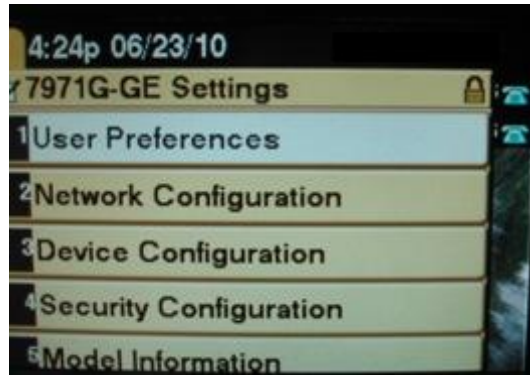 4:24p 06/23/10
7971G-GE Settings
1 User Preferences
2 Network Configuration
3 Device Configuration
4 Security Configuration
5 Model Information